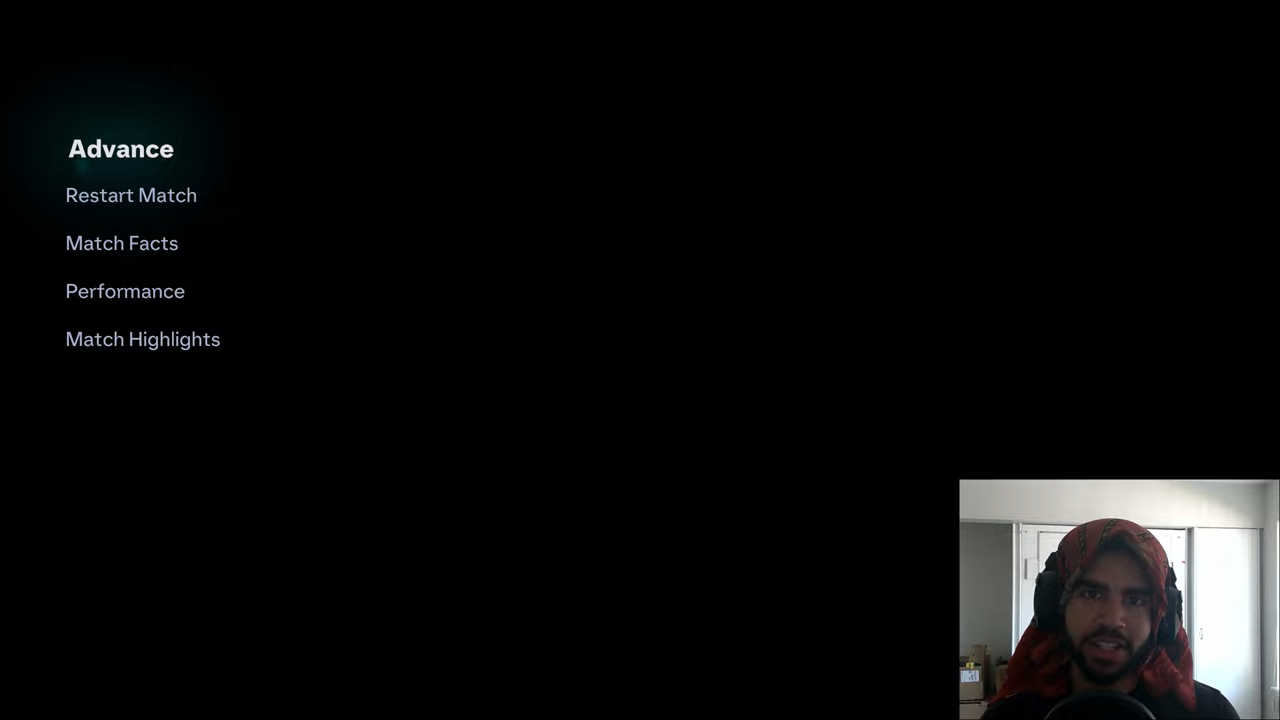 Advance
Restart Match
Match Facts
Performance
Match Highlights